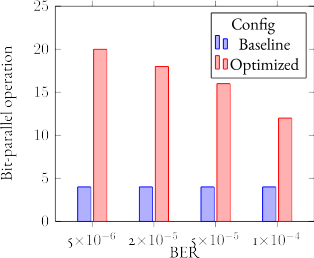 Bit-parallel operation
25
20
15
10
5
0
Config
Baseline
Optimized
5×10⁻⁶ 2×10⁻⁵ 5×10⁻⁵ 1×10⁻⁴
BER